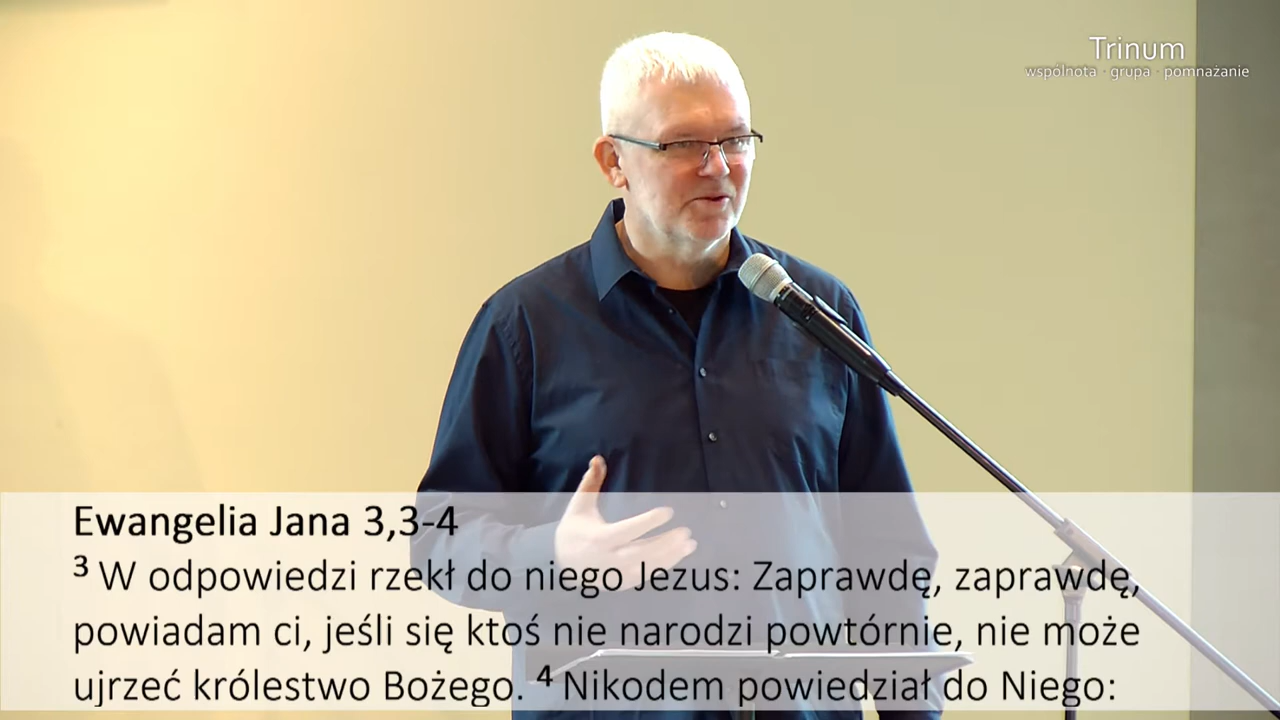 Trinum
wspólnota · grupa · pomnażanie
Ewangelia Jana 3,3-4
³ W odpowiedzi rzekł do niego Jezus: Zaprawdę, zaprawdę,
powiadam ci, jeśli się ktoś nie narodzi powtórnie, nie może
ujrzeć królestwo Bożego. ⁴ Nikodem powiedział do Niego: